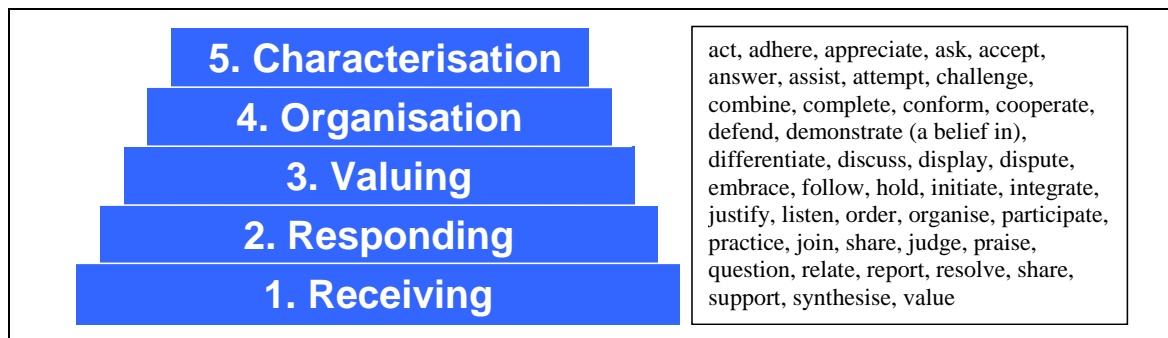 5. Characterisation
4. Organisation
3. Valuing
2. Responding
1. Receiving
act, adhere, appreciate, ask, accept,
answer, assist, attempt, challenge,
combine, complete, conform, cooperate,
defend, demonstrate (a belief in),
differentiate, discuss, display, dispute,
embrace, follow, hold, initiate, integrate,
justify, listen, order, organise, participate,
practice, join, share, judge, praise,
question, relate, report, resolve, share,
support, synthesise, value